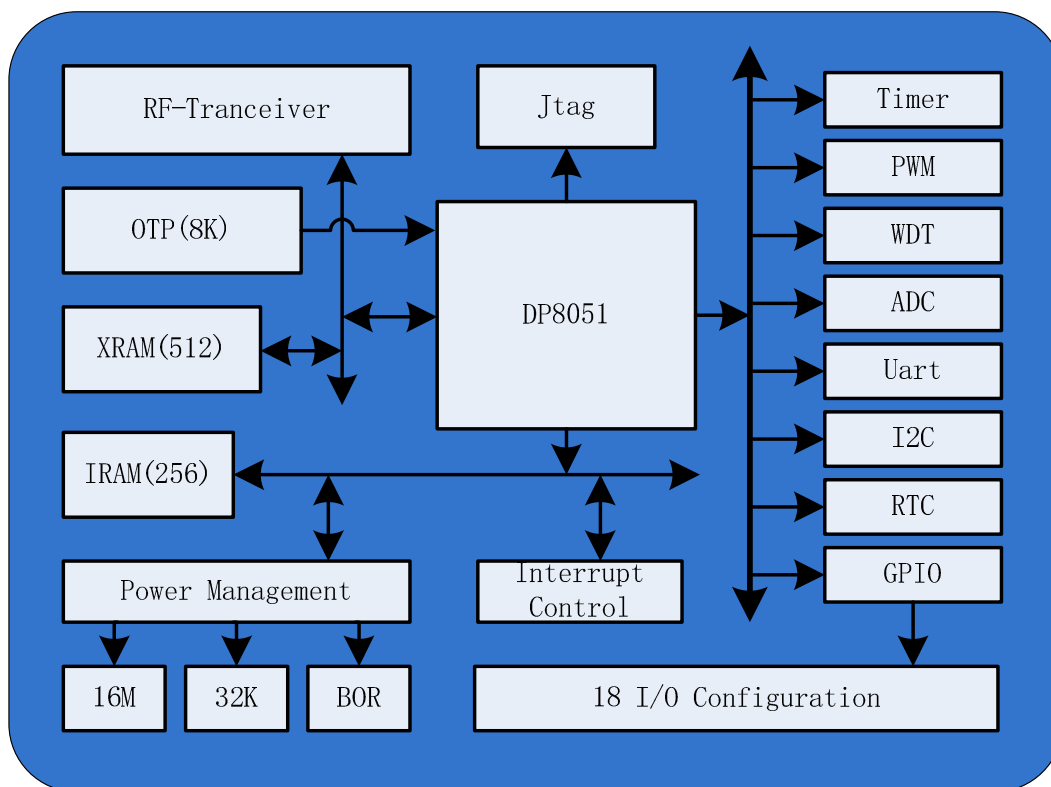 RF-Tranceiver
Jtag
Timer
PWM
OTP(8K)
WDT
DP8051
ADC
XRAM(512)
Uart
I2C
IRAM(256)
RTC
GPIO
Power Management
Interrupt
Control
16M
32K
BOR
18 I/O Configuration